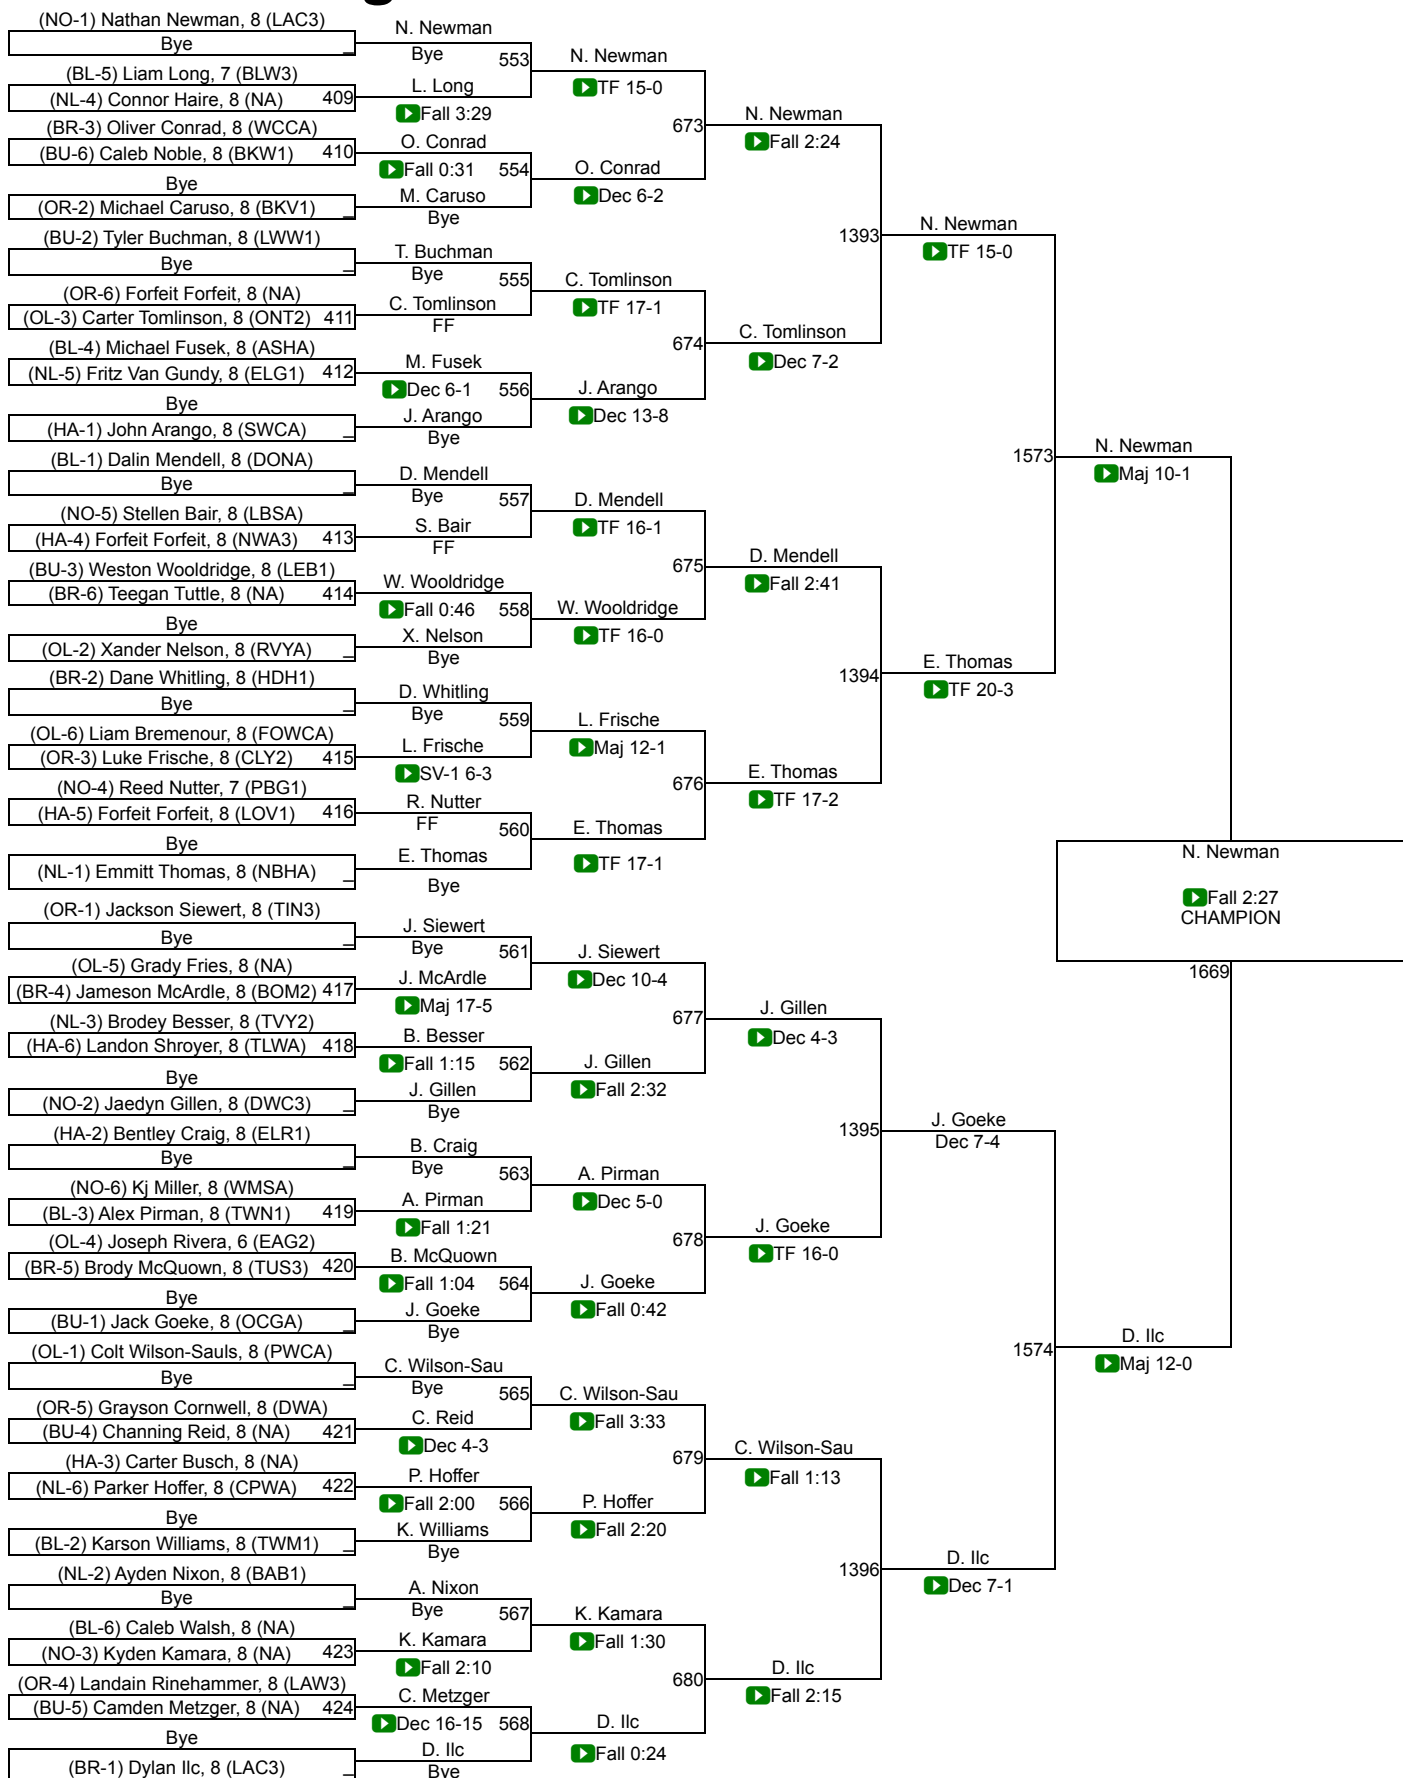 (NO-1) Nathan Newman, 8 (LAC3)
Bye _
(BL-5) Liam Long, 7 (BLW3)
(NL-4) Connor Haire, 8 (NA) 409
(BR-3) Oliver Conrad, 8 (WCCA)
(BU-6) Caleb Noble, 8 (BKW1) 410
Bye
(OR-2) Michael Caruso, 8 (BKV1) _
(BU-2) Tyler Buchman, 8 (LWW1)
Bye _
(OR-6) Forfeit Forfeit, 8 (NA)
(OL-3) Carter Tomlinson, 8 (ONT2) 411
(BL-4) Michael Fusek, 8 (ASHA)
(NL-5) Fritz Van Gundy, 8 (ELG1) 412
Bye
(HA-1) John Arango, 8 (SWCA) _
(BL-1) Dalin Mendell, 8 (DONA)
Bye _
(NO-5) Stellen Bair, 8 (LBSA)
(HA-4) Forfeit Forfeit, 8 (NWA3) 413
(BU-3) Weston Wooldridge, 8 (LEB1)
(BR-6) Teegan Tuttle, 8 (NA) 414
Bye
(OL-2) Xander Nelson, 8 (RVYA) _
(BR-2) Dane Whitling, 8 (HDH1)
Bye _
(OL-6) Liam Bremenour, 8 (FOWCA)
(OR-3) Luke Frische, 8 (CLY2) 415
(NO-4) Reed Nutter, 7 (PBG1)
(HA-5) Forfeit Forfeit, 8 (LOV1) 416
Bye
(NL-1) Emmitt Thomas, 8 (NBHA) _
(OR-1) Jackson Siewert, 8 (TIN3)
Bye _
(OL-5) Grady Fries, 8 (NA)
(BR-4) Jameson McArdle, 8 (BOM2) 417
(NL-3) Brodey Besser, 8 (TVY2)
(HA-6) Landon Shroyer, 8 (TLWA) 418
Bye
(NO-2) Jaedyn Gillen, 8 (DWC3) _
(HA-2) Bentley Craig, 8 (ELR1)
Bye _
(NO-6) Kj Miller, 8 (WMSA)
(BL-3) Alex Pirman, 8 (TWN1) 419
(OL-4) Joseph Rivera, 6 (EAG2)
(BR-5) Brody McQuown, 8 (TUS3) 420
Bye
(BU-1) Jack Goeke, 8 (OCGA) _
(OL-1) Colt Wilson-Sauls, 8 (PWCA)
Bye _
(OR-5) Grayson Cornwell, 8 (DWA)
(BU-4) Channing Reid, 8 (NA) 421
(HA-3) Carter Busch, 8 (NA)
(NL-6) Parker Hoffer, 8 (CPWA) 422
Bye
(BL-2) Karson Williams, 8 (TWM1) _
(NL-2) Ayden Nixon, 8 (BAB1)
Bye _
(BL-6) Caleb Walsh, 8 (NA)
(NO-3) Kyden Kamara, 8 (NA) 423
(OR-4) Landain Rinehammer, 8 (LAW3)
(BU-5) Camden Metzger, 8 (NA) 424
Bye
(BR-1) Dylan Ilc, 8 (LAC3) _
N. Newman
Bye 553
L. Long
Fall 3:29
O. Conrad
Fall 0:31 554
M. Caruso
Bye
T. Buchman
Bye 555
C. Tomlinson
FF
M. Fusek
Dec 6-1 556
J. Arango
Bye
D. Mendell
Bye 557
S. Bair
FF
W. Wooldridge
Fall 0:46 558
X. Nelson
Bye
D. Whitling
Bye 559
L. Frische
SV-1 6-3
R. Nutter
FF 560
E. Thomas
Bye
J. Siewert
Bye 561
J. McArdle
Maj 17-5
B. Besser
Fall 1:15 562
J. Gillen
Bye
B. Craig
Bye 563
A. Pirman
Fall 1:21
B. McQuown
Fall 1:04 564
J. Goeke
Bye
C. Wilson-Sau
Bye 565
C. Reid
Dec 4-3
P. Hoffer
Fall 2:00 566
K. Williams
Bye
A. Nixon
Bye 567
K. Kamara
Fall 2:10
C. Metzger
Dec 16-15 568
D. Ilc
Bye
N. Newman
TF 15-0
673
O. Conrad
Dec 6-2
C. Tomlinson
TF 17-1
674
J. Arango
Dec 13-8
D. Mendell
TF 16-1
675
W. Wooldridge
TF 16-0
L. Frische
Maj 12-1
676
E. Thomas
TF 17-1
J. Siewert
Dec 10-4
677
J. Gillen
Fall 2:32
A. Pirman
Dec 5-0
678
J. Goeke
Fall 0:42
C. Wilson-Sau
Fall 3:33
679
P. Hoffer
Fall 2:20
K. Kamara
Fall 1:30
680
D. Ilc
Fall 0:24
N. Newman
Fall 2:24
1393
C. Tomlinson
Dec 7-2
D. Mendell
Fall 2:41
1394
E. Thomas
TF 17-2
J. Gillen
Dec 4-3
1395
J. Goeke
TF 16-0
C. Wilson-Sau
Fall 1:13
1396
D. Ilc
Fall 2:15
N. Newman
TF 15-0
1573
E. Thomas
TF 20-3
J. Goeke
Dec 7-4
1574
D. Ilc
Dec 7-1
N. Newman
Maj 10-1
D. Ilc
Maj 12-0
N. Newman
Fall 2:27
CHAMPION
1669